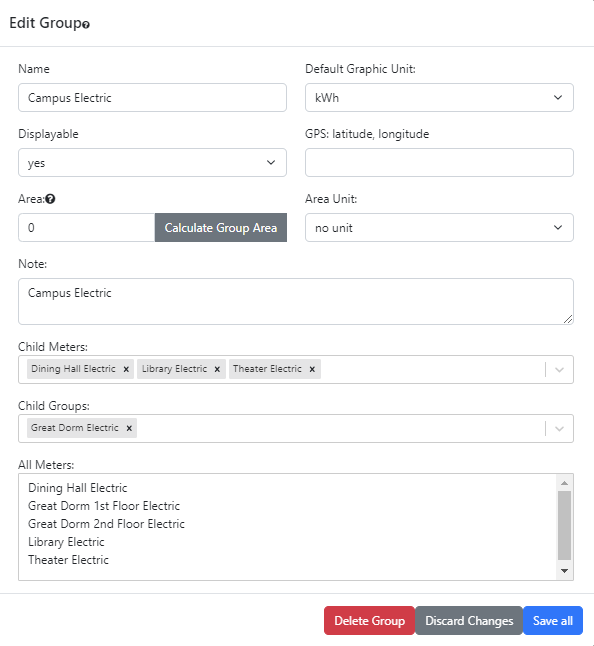 Edit Group
Name
Default Graphic Unit:
Campus Electric
kWh
Displayable
GPS: latitude, longitude
yes
Area:
Area Unit:
0
Calculate Group Area
no unit
Note:
Campus Electric
Child Meters:
Dining Hall Electric × Library Electric × Theater Electric ×
Child Groups:
Great Dorm Electric ×
All Meters:
Dining Hall Electric
Great Dorm 1st Floor Electric
Great Dorm 2nd Floor Electric
Library Electric
Theater Electric
Delete Group Discard Changes Save all